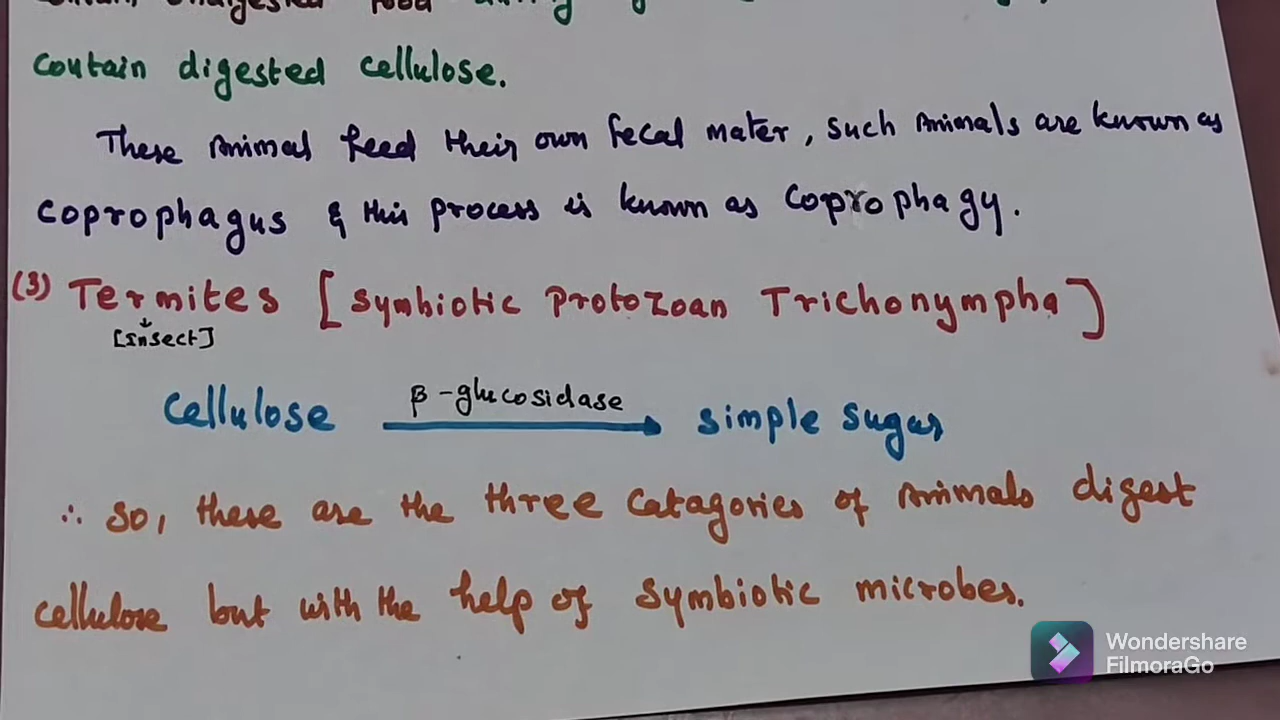 food during
contain digested cellulose.
These Animal feed their own fecal mater, such Animals are known as
coprophagus & this process is known as coprophagy.
(3) Termites [symbiotic protozoan Trichonympha]
[insect]
β-glucosidase
cellulose → simple sugar
∴ so, these are the three catagories of Animals digest
cellulose but with the help of symbiotic microbes.
Wondershare
FilmoraGo